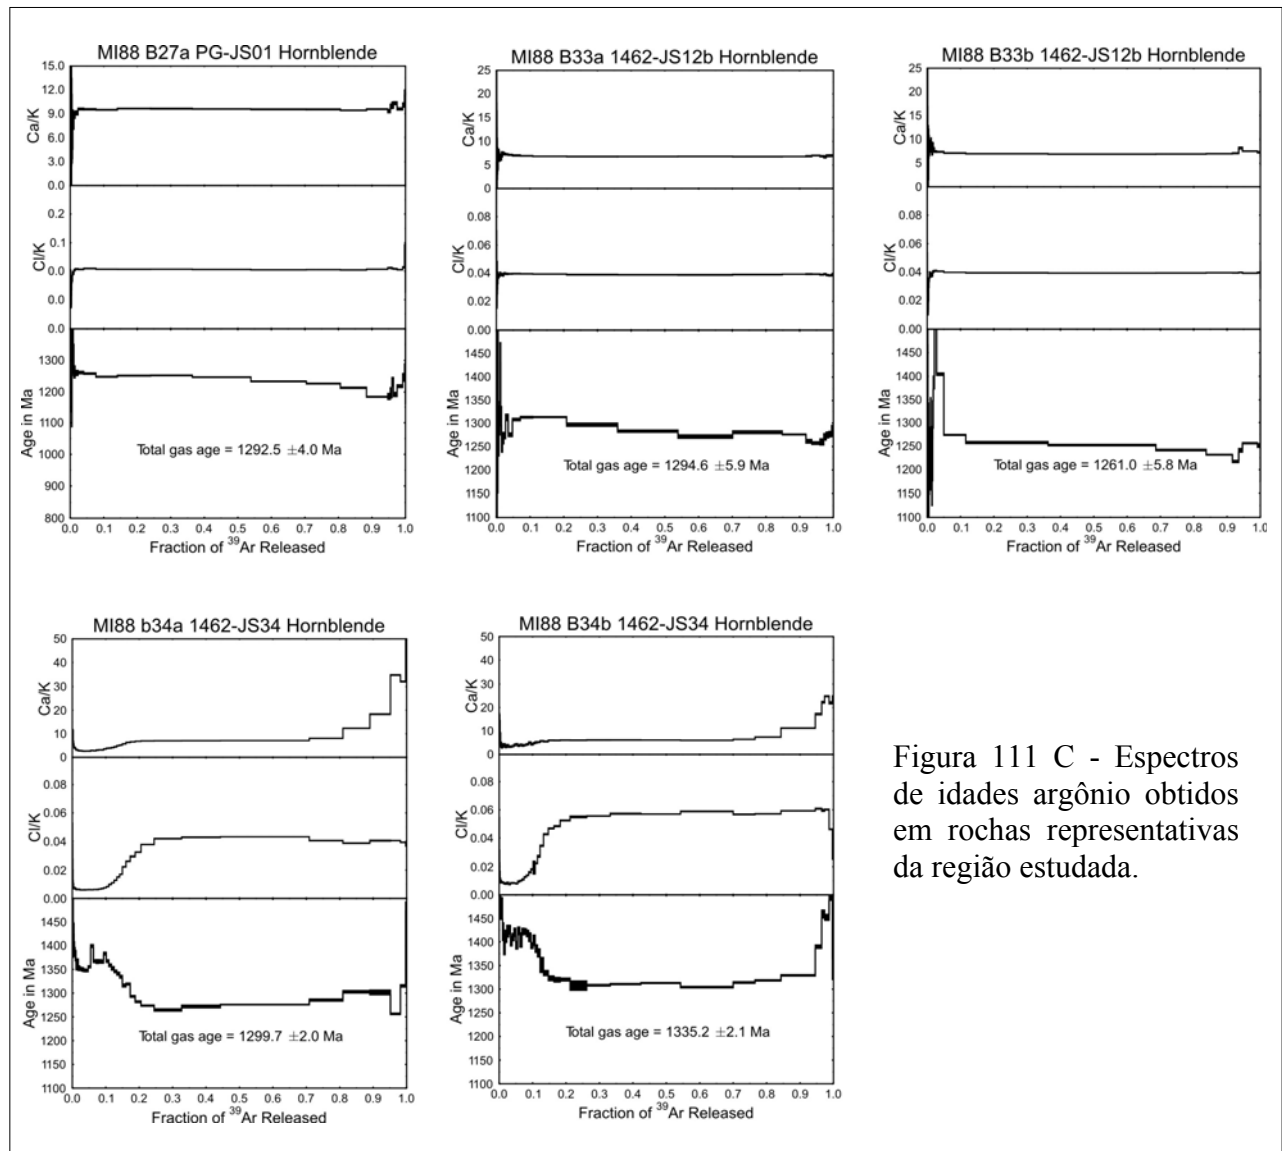 MI88 B27a PG-JS01 Hornblende
15.0
12.0
9.0
6.0
3.0
0.0
Ca/K
0.2
0.1
0.0
0.0
0.0
Cl/K
1300
1200
1100
1000
900
800
Age in Ma
Total gas age = 1292.5 ±4.0 Ma
0.0 0.1 0.2 0.3 0.4 0.5 0.6 0.7 0.8 0.9 1.0
Fraction of ³⁹Ar Released
MI88 B33a 1462-JS12b Hornblende
25
20
15
10
5
0
Ca/K
0.08
0.06
0.04
0.02
0.00
Cl/K
1450
1400
1350
1300
1250
1200
1150
1100
Age in Ma
Total gas age = 1294.6 ±5.9 Ma
0.0 0.1 0.2 0.3 0.4 0.5 0.6 0.7 0.8 0.9 1.0
Fraction of ³⁹Ar Released
MI88 B33b 1462-JS12b Hornblende
25
20
15
10
5
0
Ca/K
0.08
0.06
0.04
0.02
0.00
Cl/K
1450
1400
1350
1300
1250
1200
1150
1100
Age in Ma
Total gas age = 1261.0 ±5.8 Ma
0.0 0.1 0.2 0.3 0.4 0.5 0.6 0.7 0.8 0.9 1.0
Fraction of ³⁹Ar Released
MI88 b34a 1462-JS34 Hornblende
50
40
30
20
10
0
Ca/K
0.08
0.06
0.04
0.02
0.00
Cl/K
1450
1400
1350
1300
1250
1200
1150
1100
Age in Ma
Total gas age = 1299.7 ±2.0 Ma
0.0 0.1 0.2 0.3 0.4 0.5 0.6 0.7 0.8 0.9 1.0
Fraction of ³⁹Ar Released
MI88 B34b 1462-JS34 Hornblende
50
40
30
20
10
0
Ca/K
0.08
0.06
0.04
0.02
0.00
Cl/K
1450
1400
1350
1300
1250
1200
1150
1100
Age in Ma
Total gas age = 1335.2 ±2.1 Ma
0.0 0.1 0.2 0.3 0.4 0.5 0.6 0.7 0.8 0.9 1.0
Fraction of ³⁹Ar Released
Figura 111 C - Espectros
de idades argônio obtidos
em rochas representativas
da região estudada.